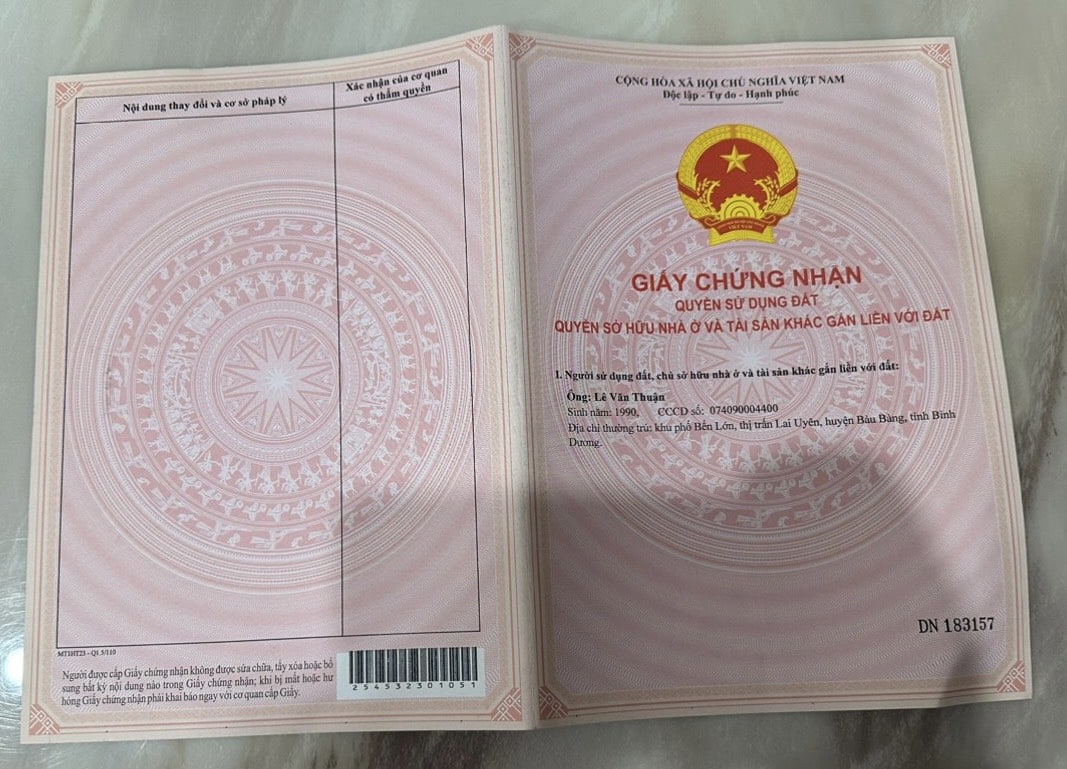 Nội dung thay đổi và cơ sở pháp lý
Xác nhận của cơ quan
có thẩm quyền
MT3HT23 - Q1.5/110
Người được cấp Giấy chứng nhận không được sửa chữa, tẩy xóa hoặc bổ
sung bất kỳ nội dung nào trong Giấy chứng nhận; khi bị mất hoặc hư
hỏng Giấy chứng nhận phải khai báo ngay với cơ quan cấp Giấy.
254532301051
CỘNG HÒA XÃ HỘI CHỦ NGHĨA VIỆT NAM
Độc lập - Tự do - Hạnh phúc
VIỆT NAM
GIẤY CHỨNG NHẬN
QUYỀN SỬ DỤNG ĐẤT
QUYỀN SỞ HỮU NHÀ Ở VÀ TÀI SẢN KHÁC GẮN LIỀN VỚI ĐẤT
I. Người sử dụng đất, chủ sở hữu nhà ở và tài sản khác gắn liền với đất:
Ông: Lê Văn Thuận
Sinh năm: 1990, CCCD số: 074090004400
Địa chỉ thường trú: khu phố Bến Lớn, thị trấn Lai Uyên, huyện Bàu Bàng, tỉnh Bình
Dương.
DN 183157